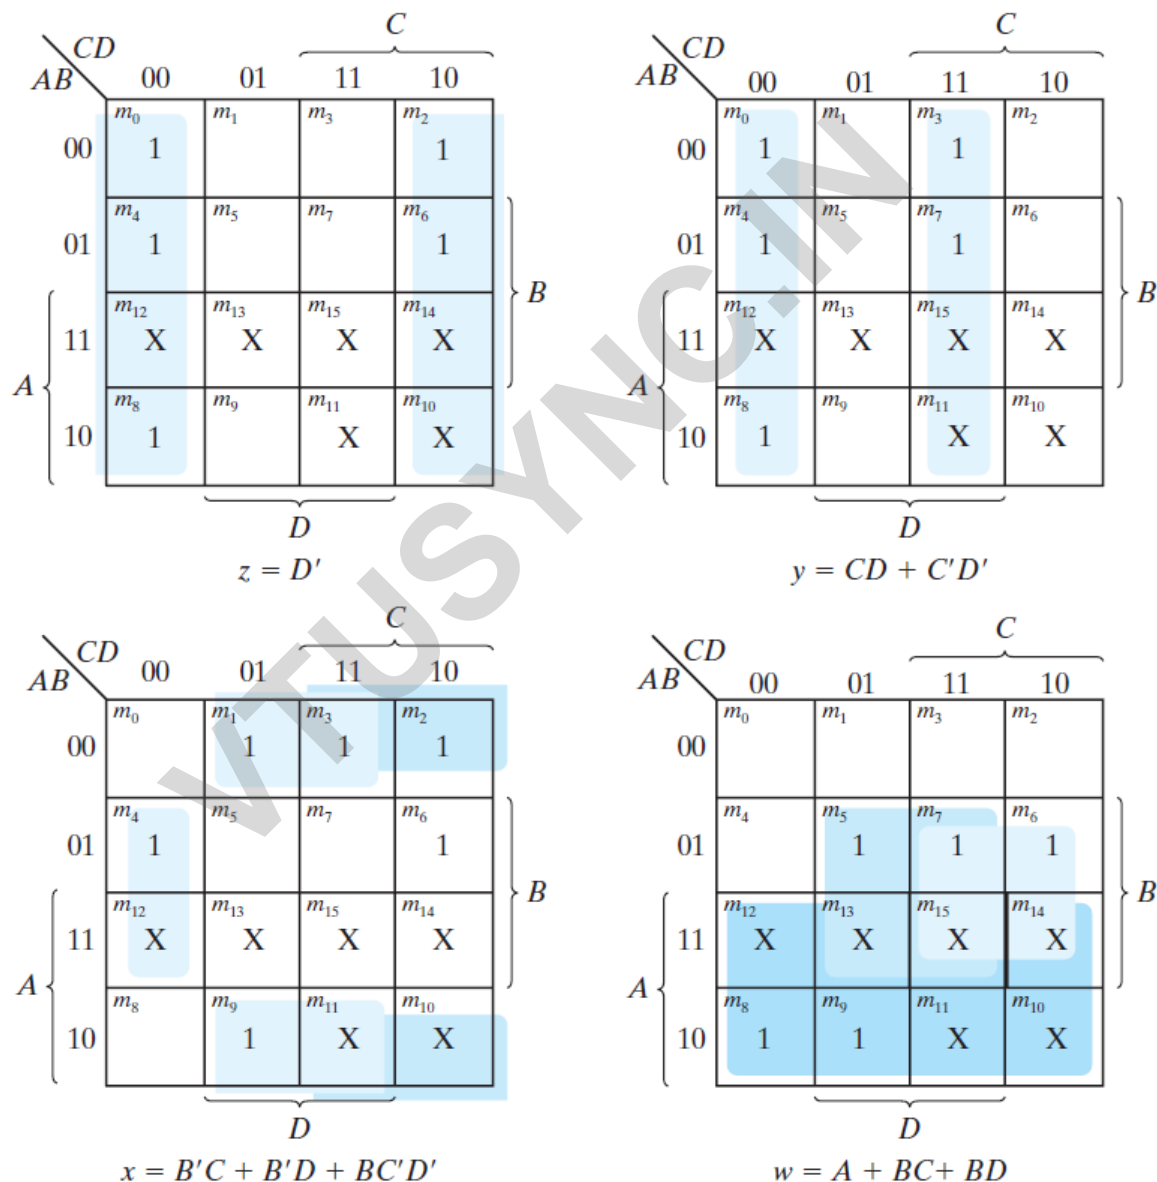 C C
CD CD
AB 00 01 11 10 AB 00 01 11 10
m0 m1 m3 m2 m0 m1 m3 m2
00 1 1 00 1 1
m4 m5 m7 m6 m4 m5 m7 m6
01 1 1 01 1 1
B B
m12 m13 m15 m14 m12 m13 m15 m14
11 X X X X 11 X X X X
A A
m8 m9 m11 m10 m8 m9 m11 m10
10 1 X X 10 1 X X
D D
z = D′ y = CD + C′D′
C C
CD CD
AB 00 01 11 10 AB 00 01 11 10
m0 m1 m3 m2 m0 m1 m3 m2
00 1 1 1 00
m4 m5 m7 m6 m4 m5 m7 m6
01 1 1 01 1 1 1
B B
m12 m13 m15 m14 m12 m13 m15 m14
11 X X X X 11 X X X X
A A
m8 m9 m11 m10 m8 m9 m11 m10
10 1 X X 10 1 1 X X
D D
x = B′C + B′D + BC′D′ w = A + BC+ BD
VTUSYNC.IN